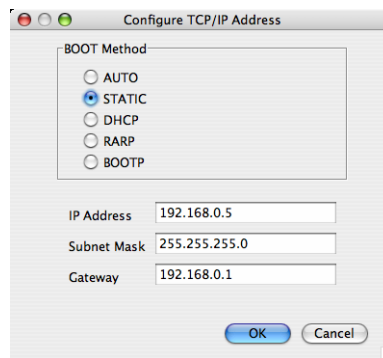 Configure TCP/IP Address
BOOT Method
AUTO
STATIC
DHCP
RARP
BOOTP
IP Address 192.168.0.5
Subnet Mask 255.255.255.0
Gateway 192.168.0.1
OK Cancel